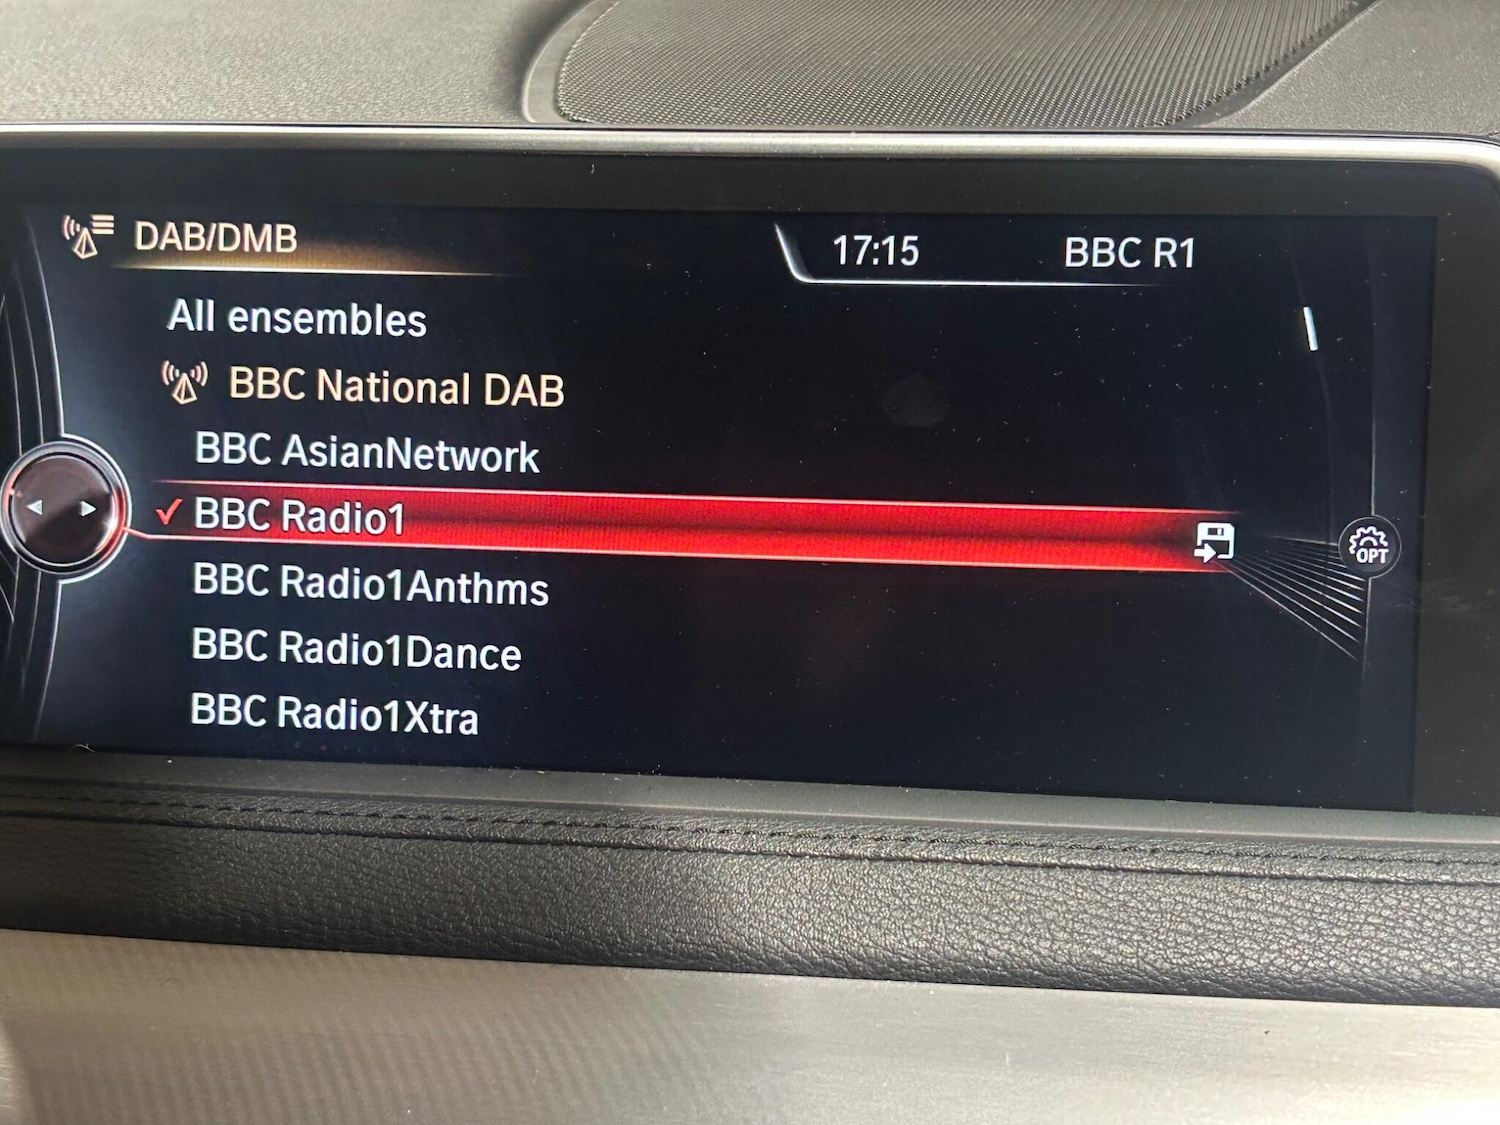 DAB/DMB
17:15 BBC R1
All ensembles
BBC National DAB
BBC AsianNetwork
BBC Radio1
OPT
BBC Radio1Anthms
BBC Radio1Dance
BBC Radio1Xtra